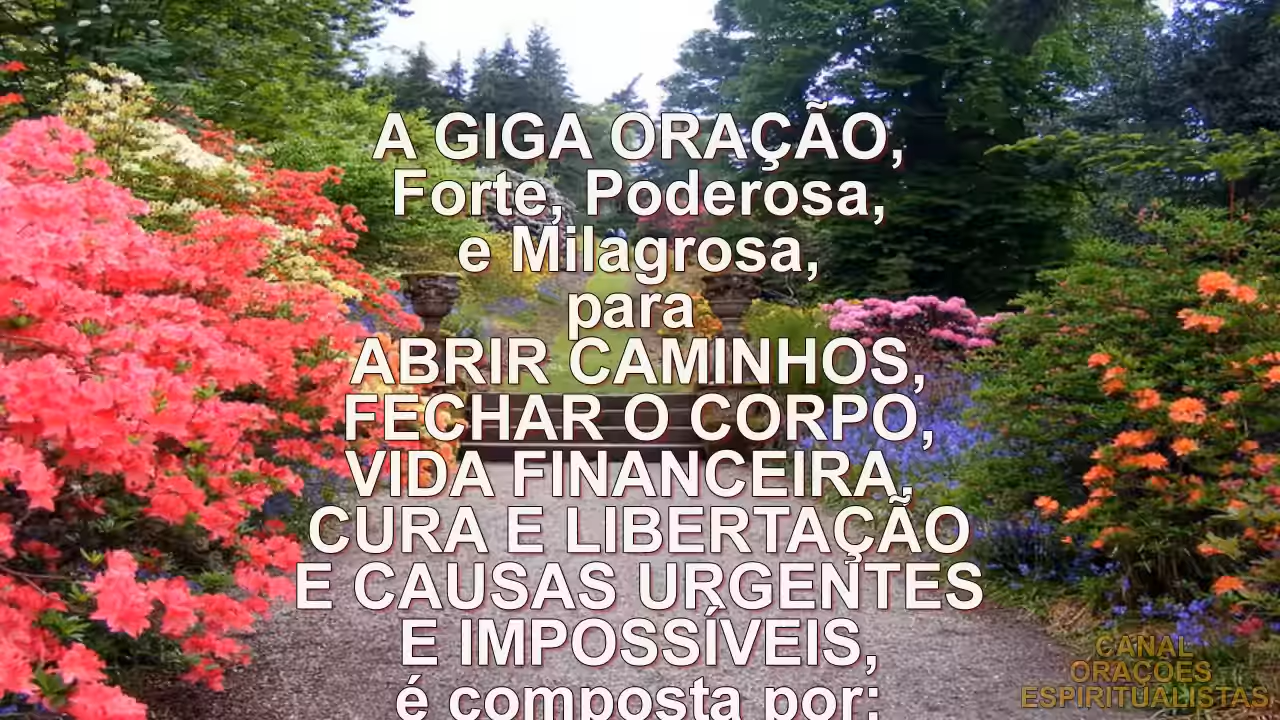 A GIGA ORAÇÃO,
Forte, Poderosa,
e Milagrosa,
para
ABRIR CAMINHOS,
FECHAR O CORPO,
VIDA FINANCEIRA,
CURA E LIBERTAÇÃO
E CAUSAS URGENTES
E IMPOSSÍVEIS,
é composta por:
CANAL
ORAÇOES
ESPIRITUALISTAS